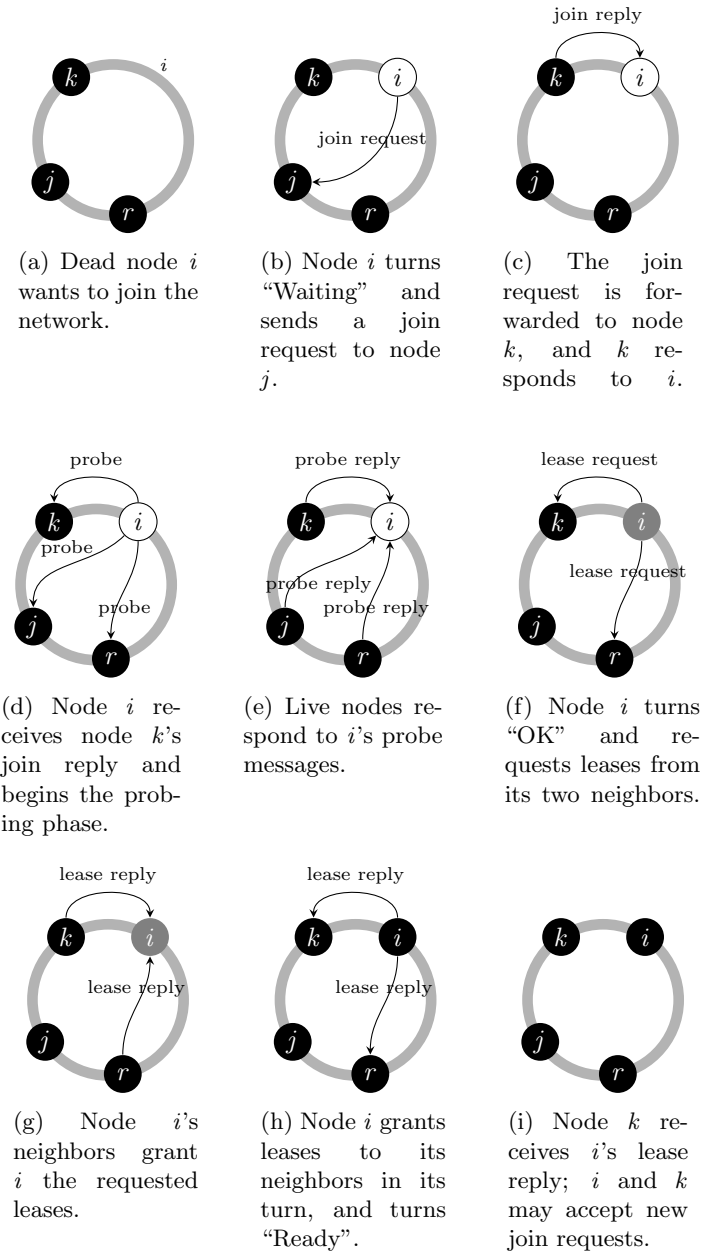 i
k
j
r
(a) Dead node i
wants to join the
network.
k
i
join request
j
r
(b) Node i turns
“Waiting” and
sends a join
request to node
j.
join reply
k
i
j
r
(c) The join
request is for-
warded to node
k, and k re-
sponds to i.
probe
k
i
probe
probe
j
r
(d) Node i re-
ceives node k’s
join reply and
begins the prob-
ing phase.
probe reply
k
i
probe reply
probe reply
j
r
(e) Live nodes re-
spond to i’s probe
messages.
lease request
k
i
lease request
j
r
(f) Node i turns
“OK” and re-
quests leases from
its two neighbors.
lease reply
k
i
lease reply
j
r
(g) Node i’s
neighbors grant
i the requested
leases.
lease reply
k
i
lease reply
j
r
(h) Node i grants
leases to its
neighbors in its
turn, and turns
“Ready”.
k
i
j
r
(i) Node k re-
ceives i’s lease
reply; i and k
may accept new
join requests.